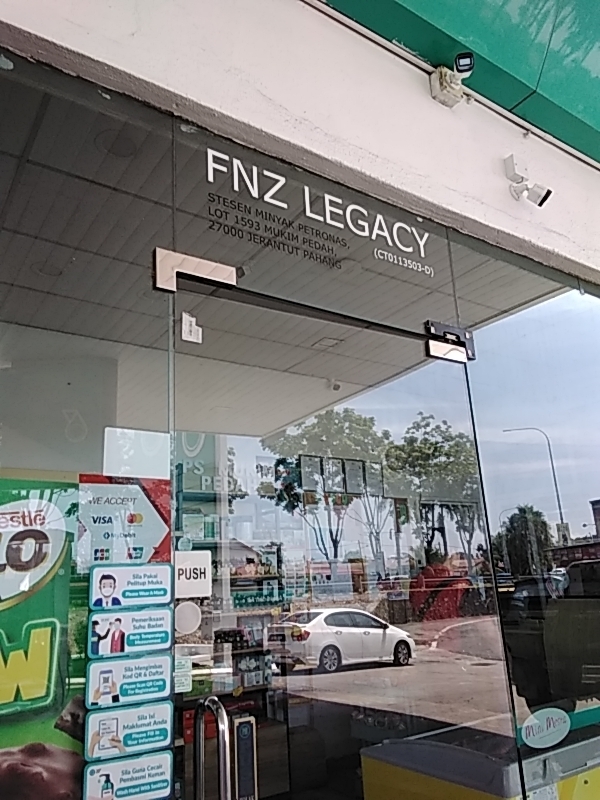 FNZ LEGACY
STESEN MINYAK PETRONAS,
LOT 1593 MUKIM PEDAH,
27000 JERANTUT PAHANG
(CT0113503-D)
WE ACCEPT
VISA
MyDebit
PUSH
Sila Pakai
Pelitup Muka
Please Wear A Mask
Pemeriksaan
Suhu Badan
Body Temperature
Measurement
Sila Mengimbas
Kod QR & Daftar
Please Scan QR Code
For Registration
Sila Isi
Maklumat Anda
Please Fill In
Your Information
Sila Guna Cecair
Pembasmi Kuman
Wash Hand With Sanitizer
Nestlé
W